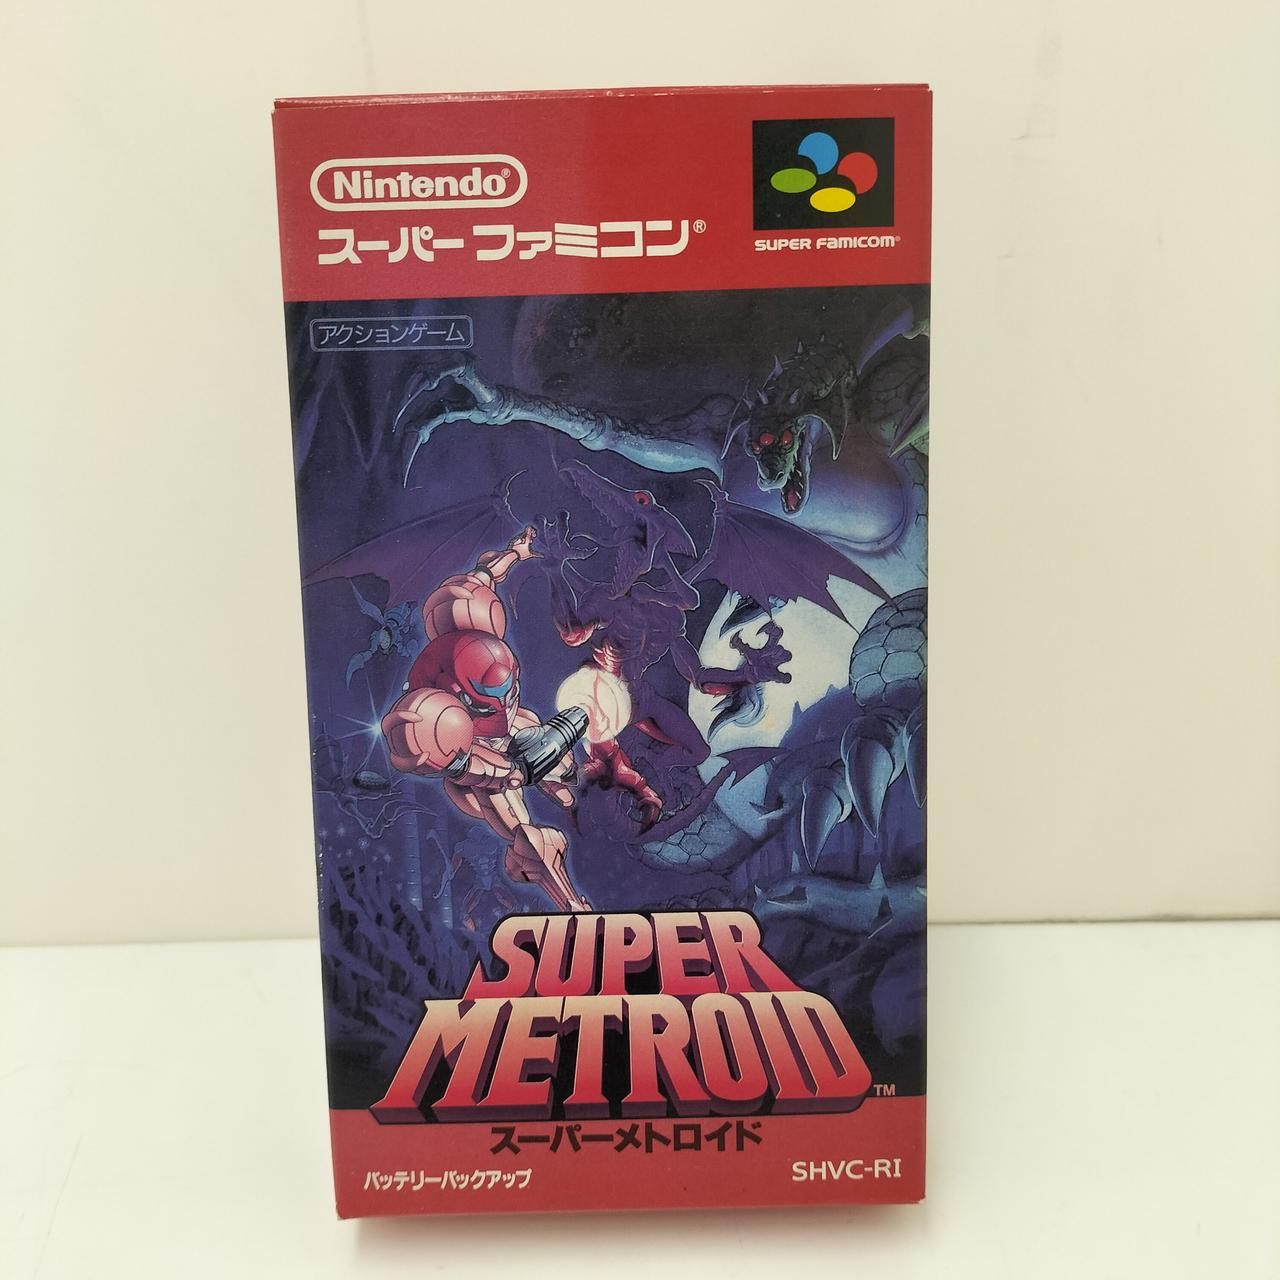 Nintendo®
スーパーファミコン®
SUPER FAMICOM®
アクションゲーム
SUPER
METROID™
スーパーメトロイド
バッテリーバックアップ
SHVC-RI